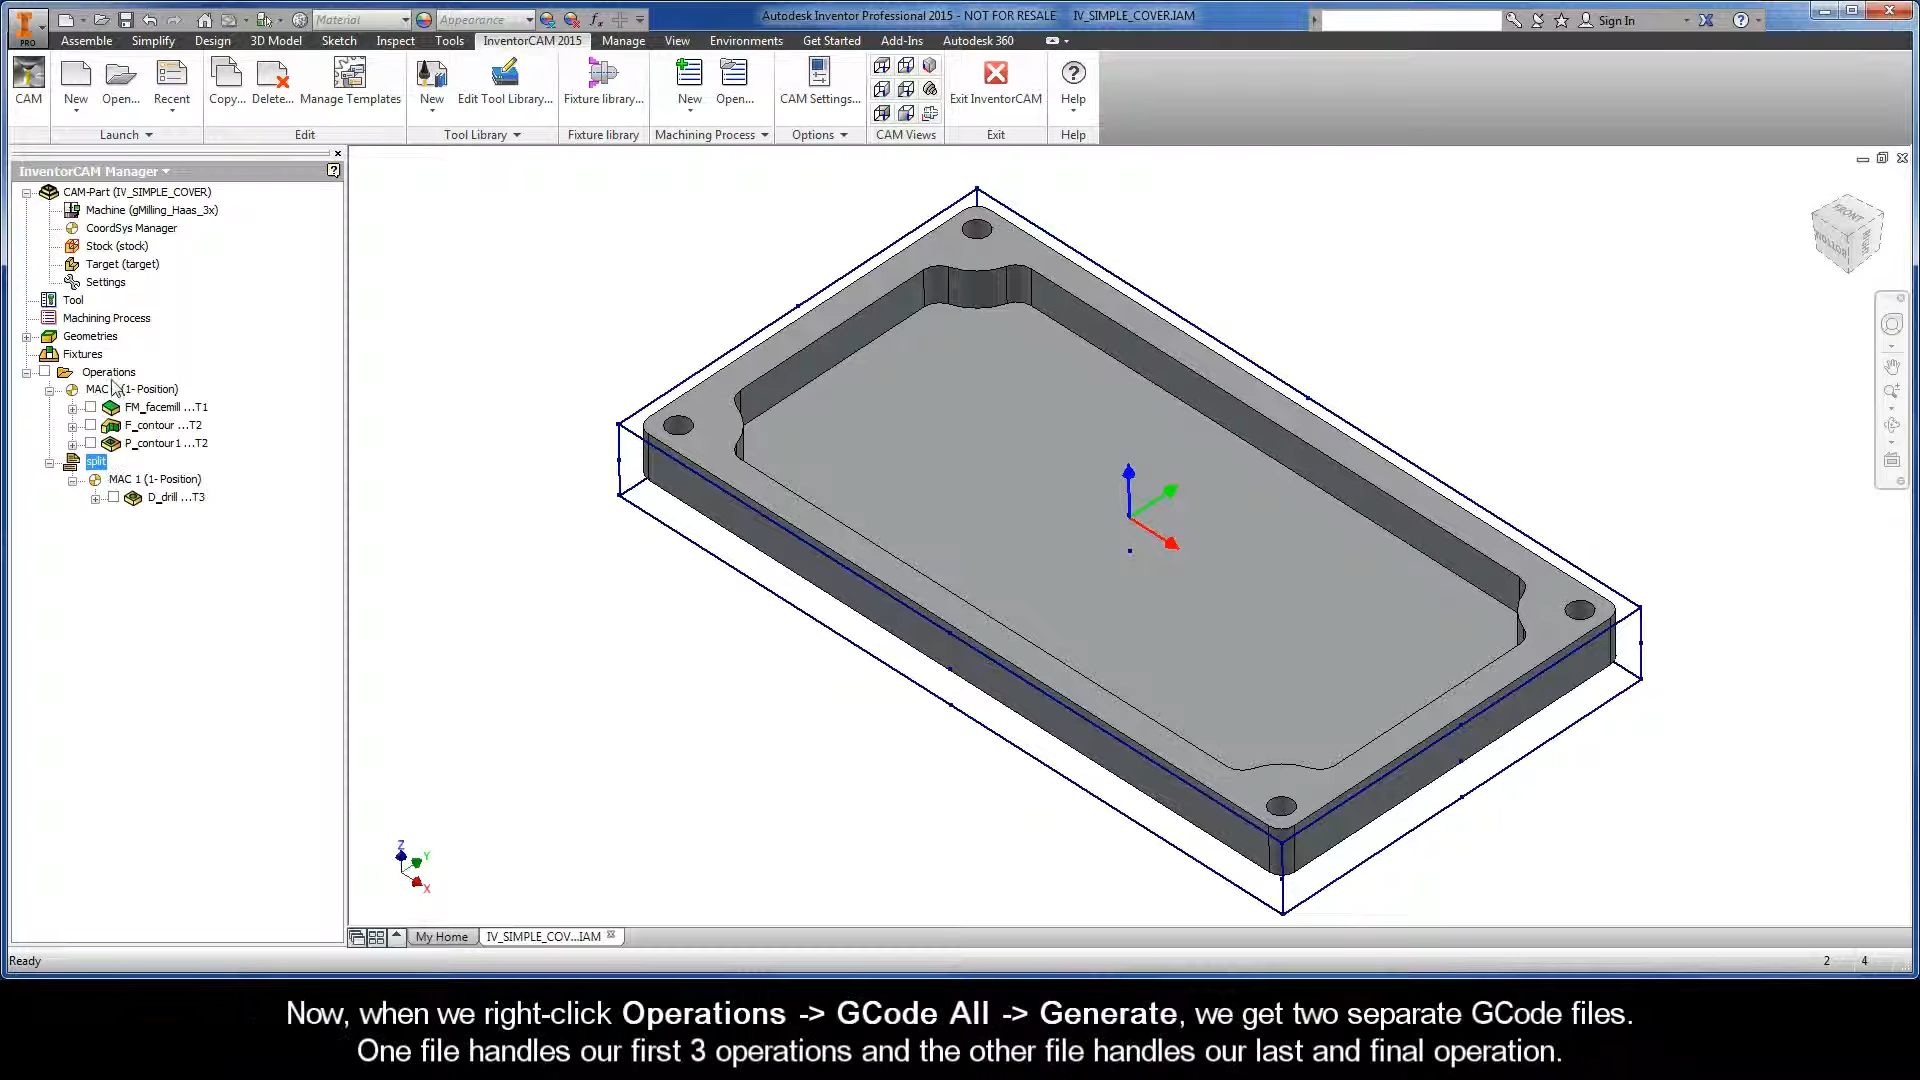 Material
Appearance
Autodesk Inventor Professional 2015 - NOT FOR RESALE IV_SIMPLE_COVER.IAM
Sign In
PRO
Assemble Simplify Design 3D Model Sketch Inspect Tools InventorCAM 2015 Manage View Environments Get Started Add-Ins Autodesk 360
CAM New Open... Recent Copy... Delete... Manage Templates New Edit Tool Library... Fixture library... New Open... CAM Settings... Exit InventorCAM Help
Launch Edit Tool Library Fixture library Machining Process Options CAM Views Exit Help
InventorCAM Manager
CAM-Part (IV_SIMPLE_COVER)
Machine (gMilling_Haas_3x)
CoordSys Manager
Stock (stock)
Target (target)
Settings
Tool
Machining Process
Geometries
Fixtures
Operations
MAC (1- Position)
FM_facemill ...T1
F_contour ...T2
P_contour1 ...T2
split
MAC 1 (1- Position)
D_drill ...T3
FRONT
BOTTOM
Z
Y
X
My Home IV_SIMPLE_COV...IAM
Ready
2 4
Now, when we right-click Operations -> GCode All -> Generate, we get two separate GCode files.
One file handles our first 3 operations and the other file handles our last and final operation.